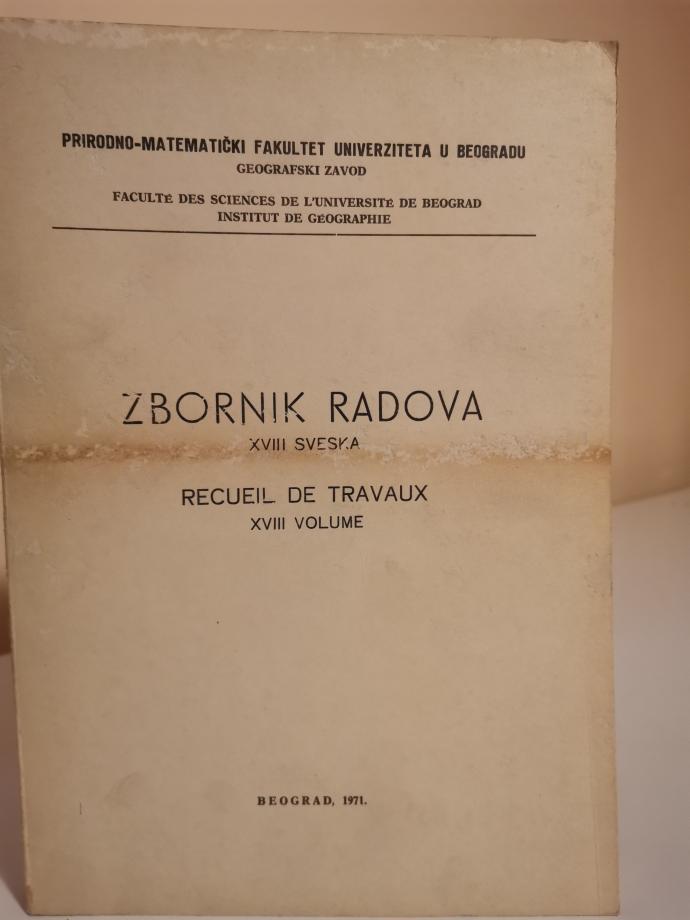 PRIRODNO-MATEMATIČKI FAKULTET UNIVERZITETA U BEOGRADU
GEOGRAFSKI ZAVOD
FACULTÉ DES SCIENCES DE L'UNIVERSITÉ DE BEOGRAD
INSTITUT DE GÉOGRAPHIE
ZBORNIK RADOVA
XVIII SVESKA
RECUEIL DE TRAVAUX
XVIII VOLUME
BEOGRAD, 1971.